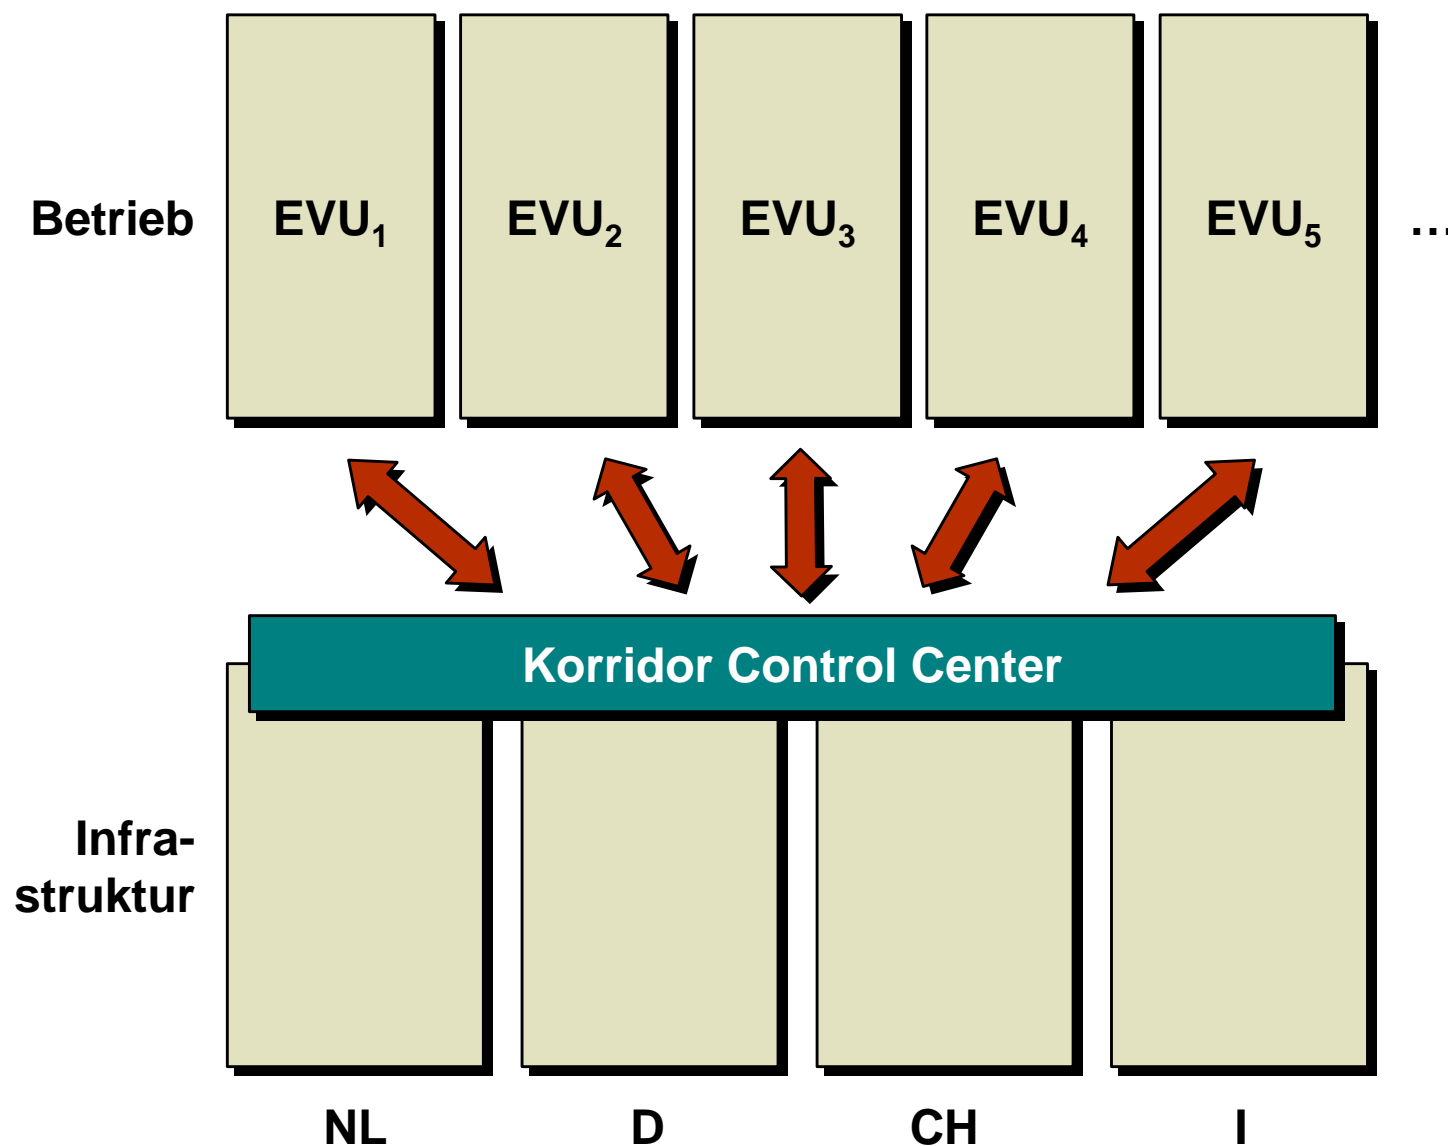 Betrieb EVU₁ EVU₂ EVU₃ EVU₄ EVU₅ ...
Korridor Control Center
Infra-
struktur
NL D CH I